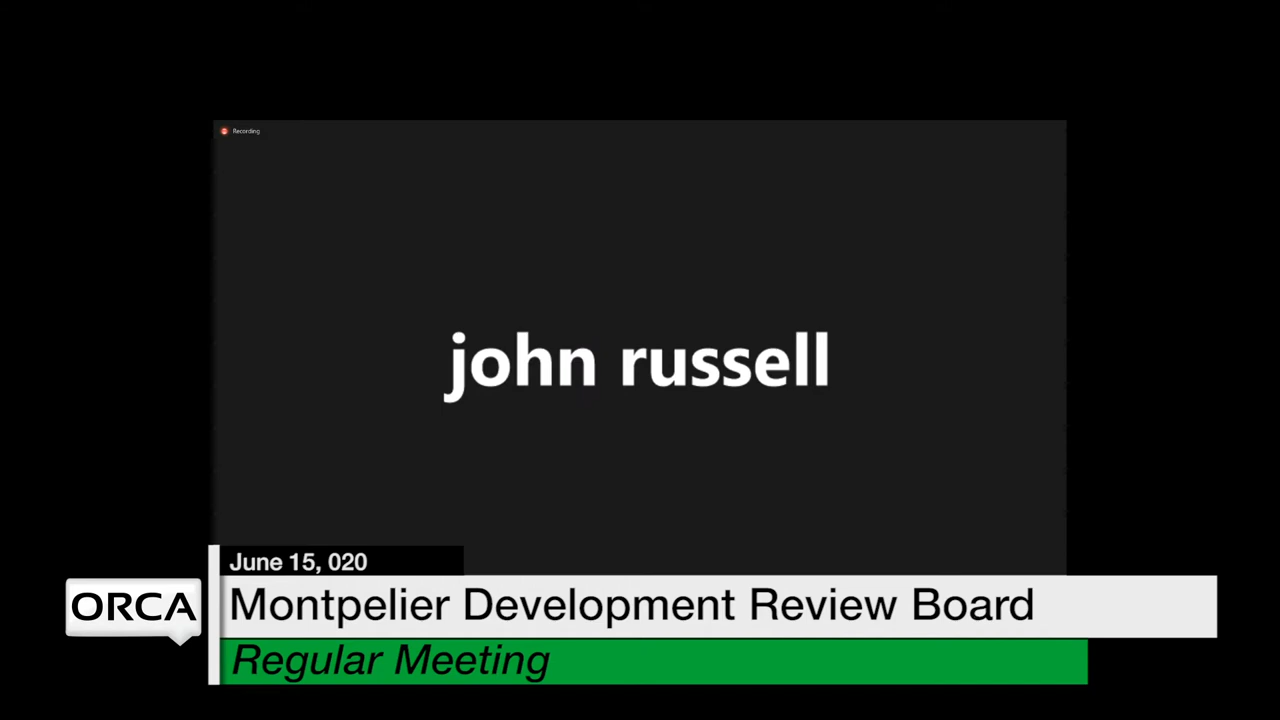 Recording
john russell
June 15, 020
ORCA
Montpelier Development Review Board
Regular Meeting